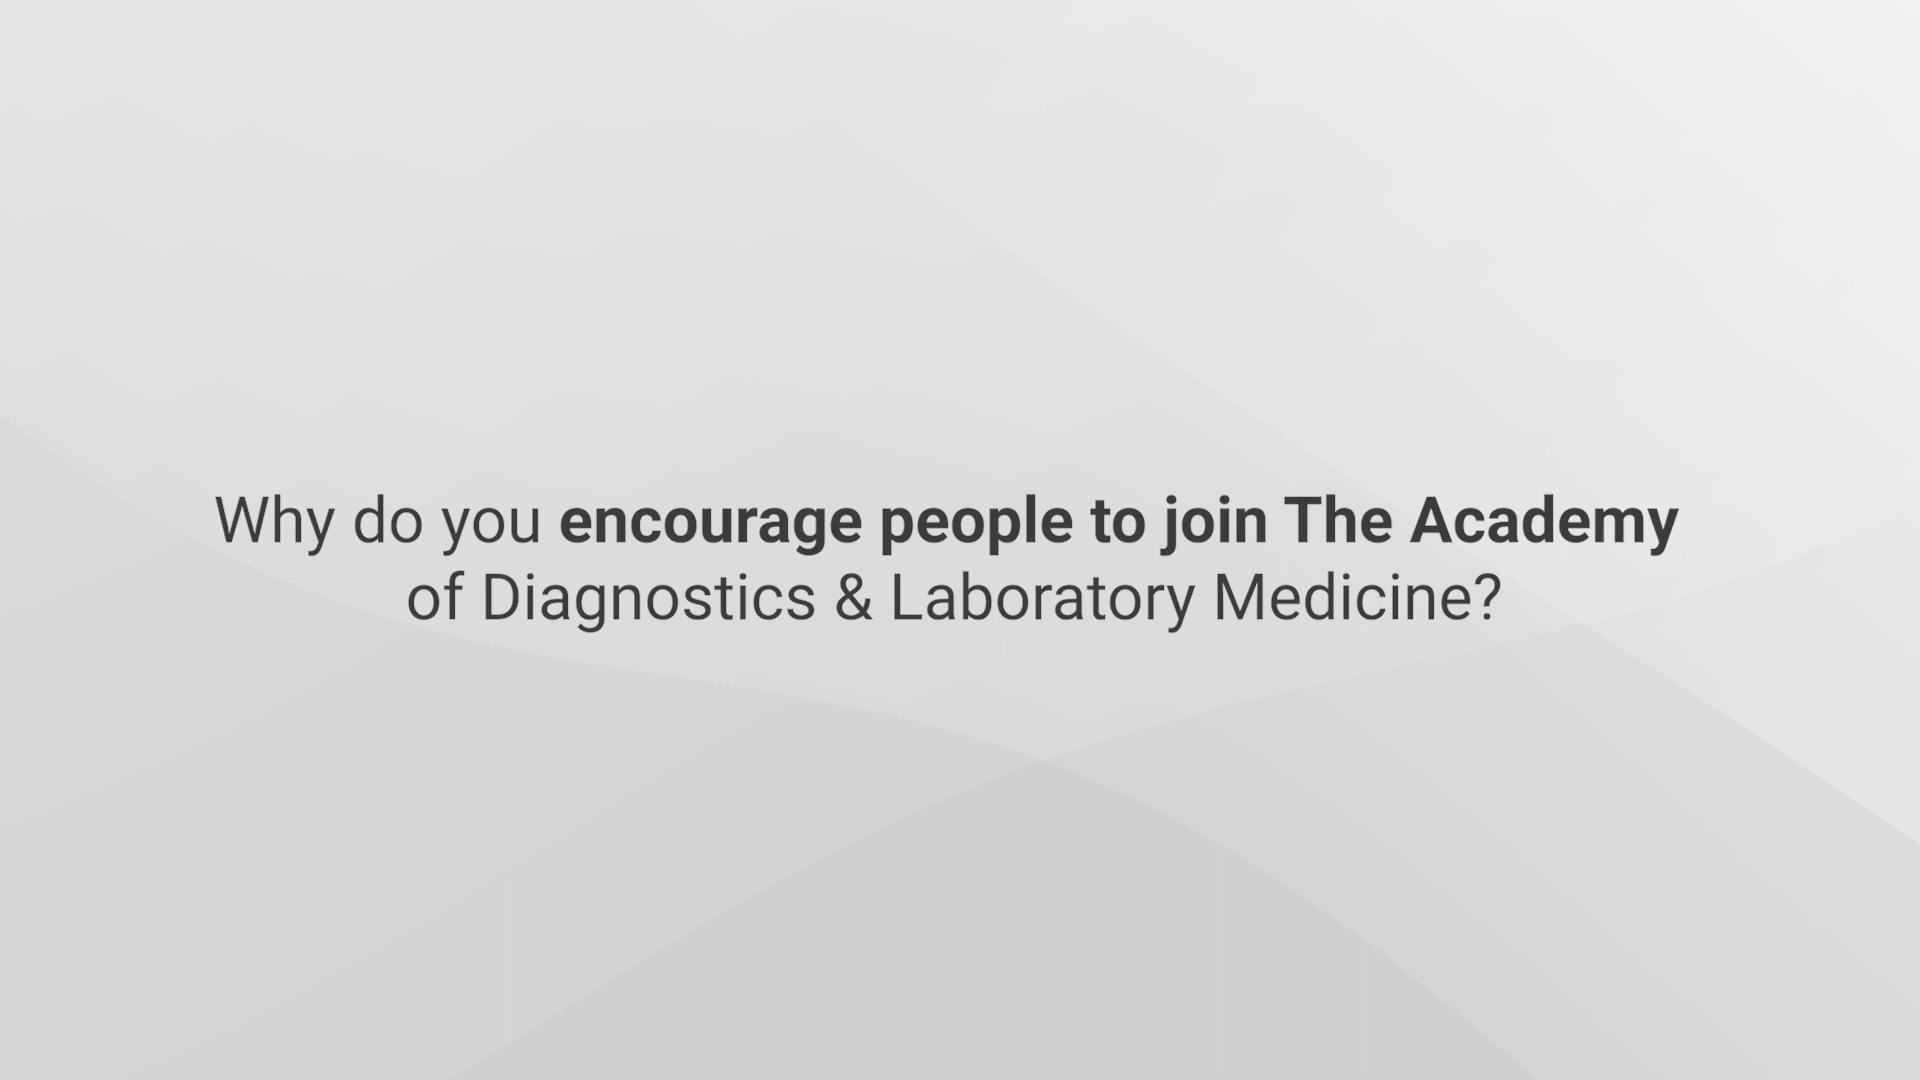 Why do you encourage people to join The Academy
of Diagnostics & Laboratory Medicine?